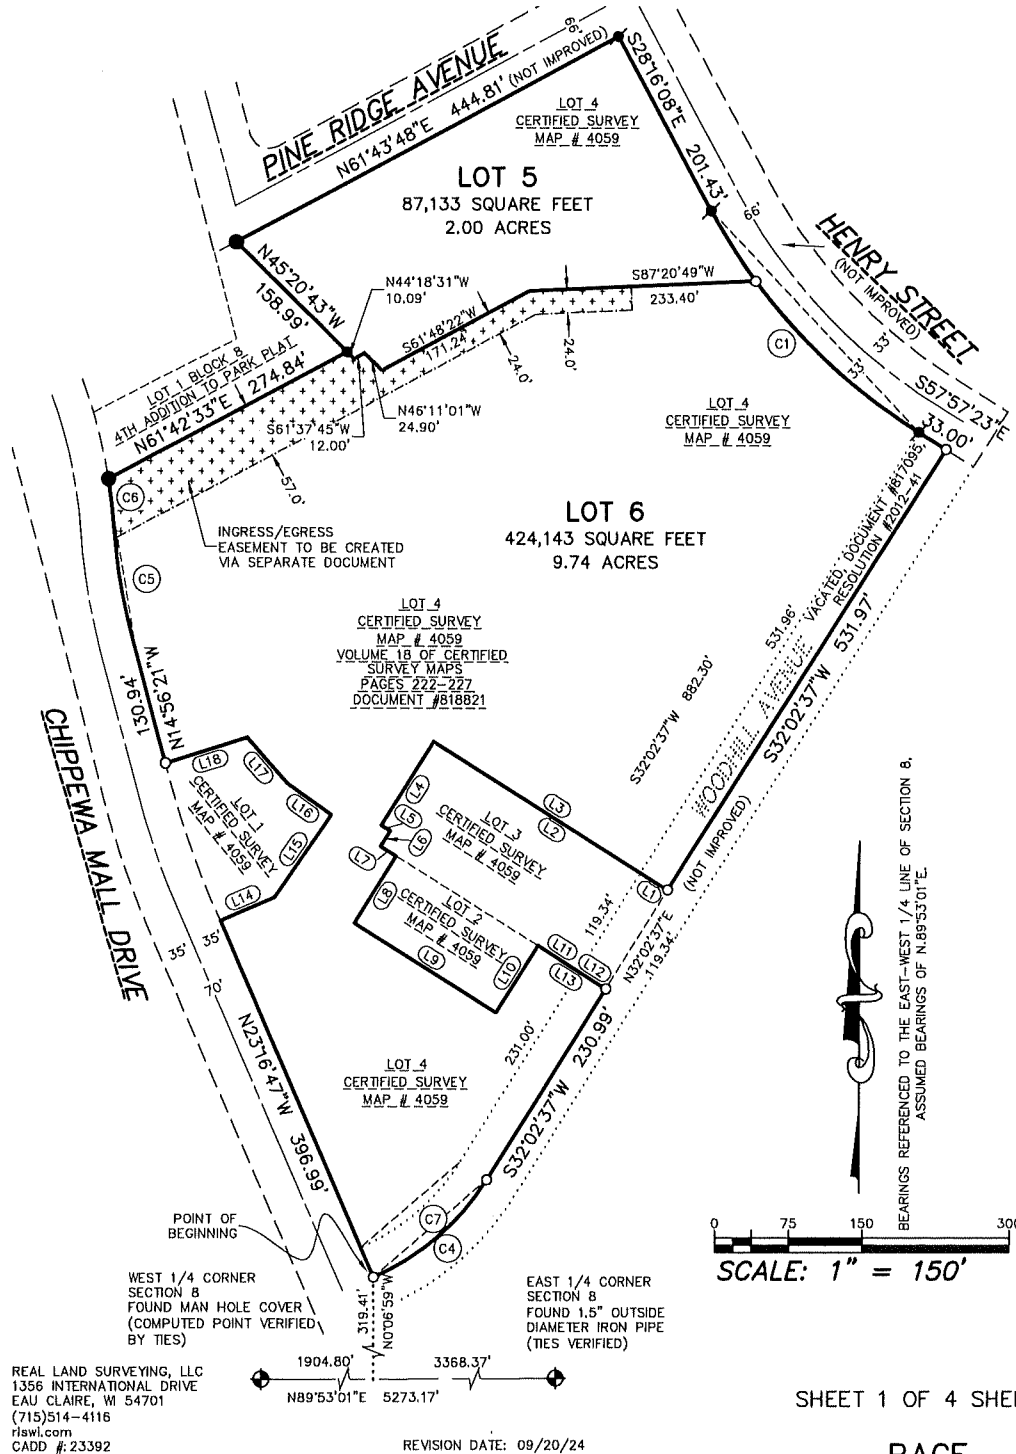 PINE RIDGE AVENUE
66'
N61°43'48"E 444.81' (NOT IMPROVED)
S28°16'08"E 201.43'
LOT 4
CERTIFIED SURVEY
MAP # 4059
LOT 5
87,133 SQUARE FEET
2.00 ACRES
66'
HENRY STREET
(NOT IMPROVED)
N45°20'43"W
158.99'
N44°18'31"W
10.09'
S87°20'49"W
233.40'
S61°48'22"W
171.24'
24.0'
24.0'
C1
33'
33'
S57°57'23"E
33.00'
LOT 1 BLOCK 8
4TH ADDITION TO PARK PLAT
N61°42'33"E 274.84'
S61°37'45"W
12.00'
N46°11'01"W
24.90'
LOT 4
CERTIFIED SURVEY
MAP # 4059
C6
57.0'
INGRESS/EGRESS
EASEMENT TO BE CREATED
VIA SEPARATE DOCUMENT
LOT 6
424,143 SQUARE FEET
9.74 ACRES
C5
VACATED, DOCUMENT #817095,
RESOLUTION #2012-41
LOT 4
CERTIFIED SURVEY
MAP # 4059
VOLUME 18 OF CERTIFIED
SURVEY MAPS
PAGES 222-227
DOCUMENT #818821
531.96'
WOODHILL AVENUE
(NOT IMPROVED)
S32°02'37"W 531.97'
S32°02'37"W 882.30'
130.94'
N14°56'21"W
CHIPPEWA MALL DRIVE
L18
L17
L16
L15
L14
LOT 1
CERTIFIED SURVEY
MAP # 4059
L4
L5
L6
L7
L3
L2
L1
LOT 3
CERTIFIED SURVEY
MAP # 4059
L8
LOT 2
CERTIFIED SURVEY
MAP # 4059
L9
L10
L11
L12
L13
119.34'
N32°02'37"E
119.34'
35'
35'
70'
N23°16'47"W 396.99'
231.00'
S32°02'37"W 230.99'
LOT 4
CERTIFIED SURVEY
MAP # 4059
BEARINGS REFERENCED TO THE EAST-WEST 1/4 LINE OF SECTION 8,
ASSUMED BEARINGS OF N.89°53'01"E.
C7
C4
POINT OF
BEGINNING
0 75 150 300
SCALE: 1" = 150'
WEST 1/4 CORNER
SECTION 8
FOUND MAN HOLE COVER
(COMPUTED POINT VERIFIED
BY TIES)
319.41'
N0°06'59"W
EAST 1/4 CORNER
SECTION 8
FOUND 1.5" OUTSIDE
DIAMETER IRON PIPE
(TIES VERIFIED)
1904.80' 3368.37'
N89°53'01"E 5273.17'
REAL LAND SURVEYING, LLC
1356 INTERNATIONAL DRIVE
EAU CLAIRE, WI 54701
(715)514-4116
rlswi.com
CADD #: 23392
REVISION DATE: 09/20/24
SHEET 1 OF 4 SHE
PAGE